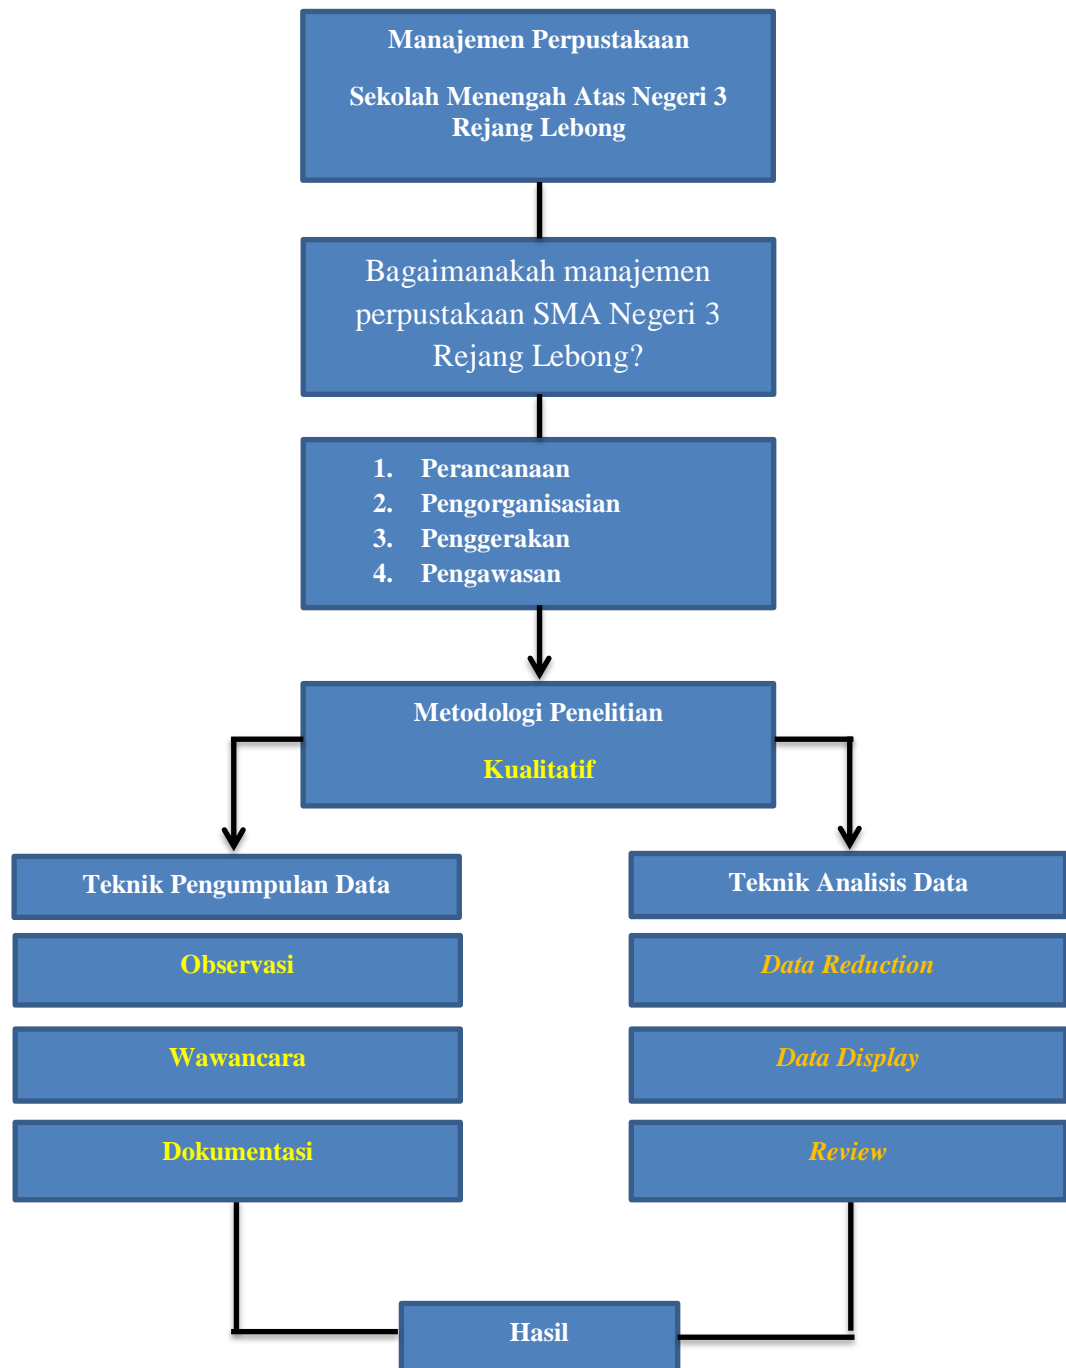 Manajemen Perpustakaan
Sekolah Menengah Atas Negeri 3
Rejang Lebong
Bagaimanakah manajemen
perpustakaan SMA Negeri 3
Rejang Lebong?
1. Perancanaan
2. Pengorganisasian
3. Penggerakan
4. Pengawasan
Metodologi Penelitian
Kualitatif
Teknik Pengumpulan Data
Observasi
Wawancara
Dokumentasi
Teknik Analisis Data
Data Reduction
Data Display
Review
Hasil